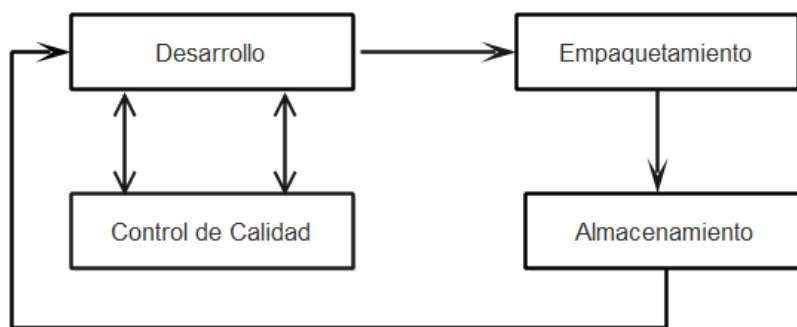 Desarrollo
Empaquetamiento
Control de Calidad
Almacenamiento